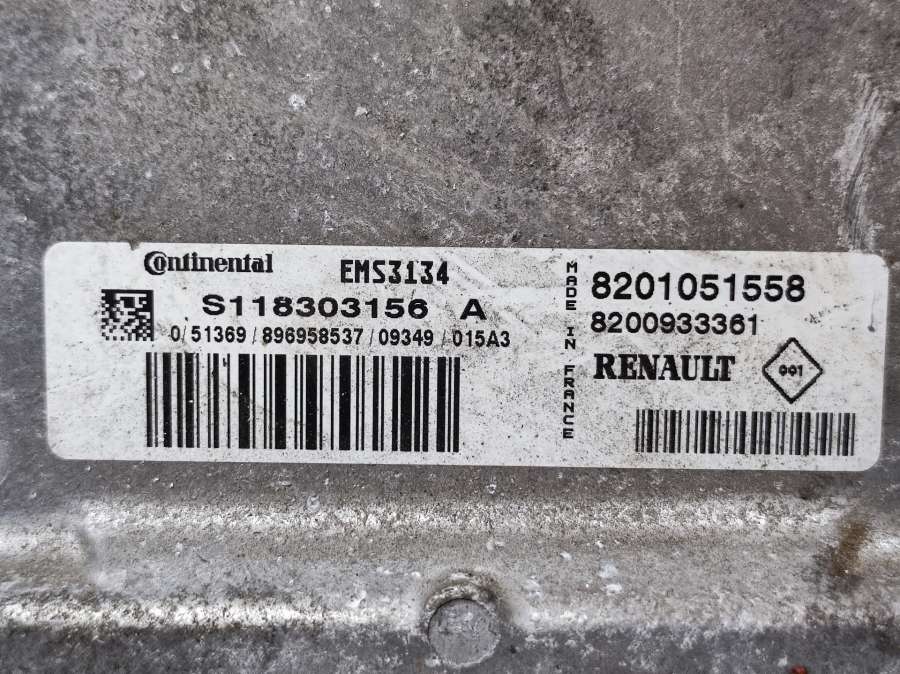 Continental
EMS3134
S118303156 A
0/ 51369 / 896958537 / 09349 / 015A3
MADE IN FRANCE
8201051558
8200933361
RENAULT
001